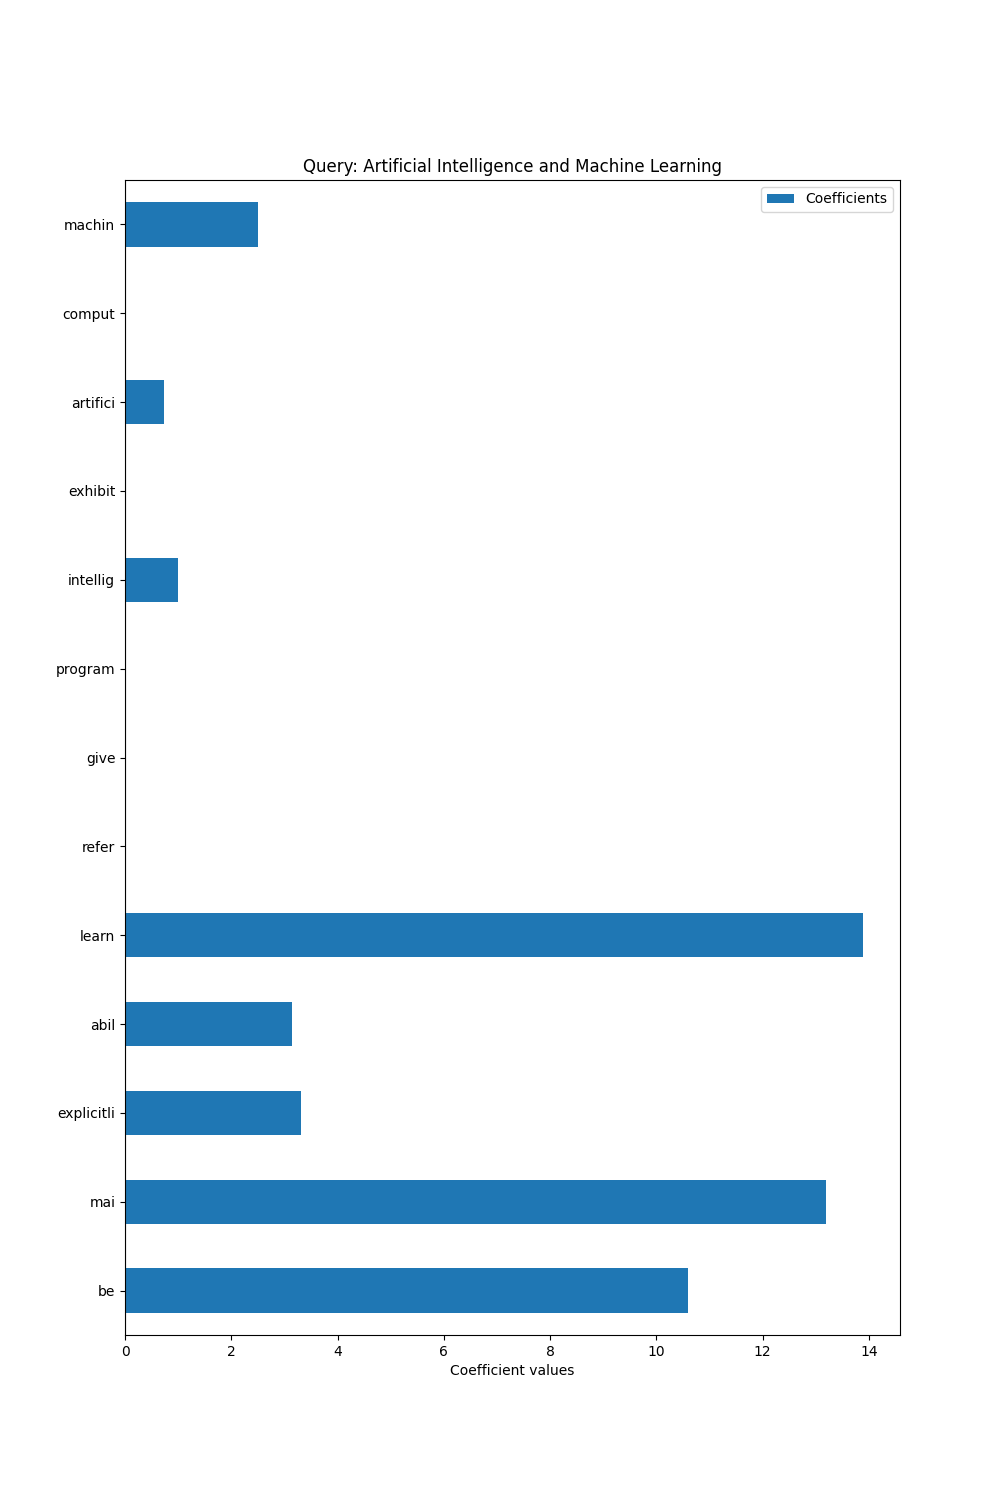 Query: Artificial Intelligence and Machine Learning
Coefficients
machin
comput
artifici
exhibit
intellig
program
give
refer
learn
abil
explicitli
mai
be
0 2 4 6 8 10 12 14
Coefficient values